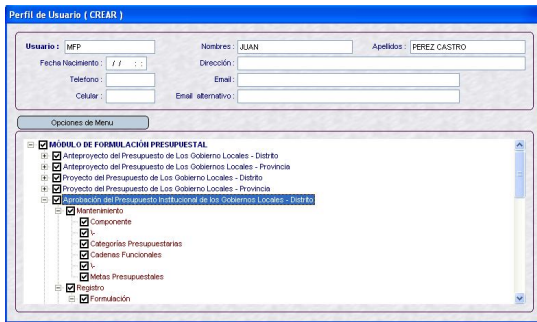 Perfil de Usuario ( CREAR )
Usuario : MFP Nombres : JUAN Apellidos : PEREZ CASTRO
Fecha Nacimiento : / / : : Dirección :
Telefono : Email :
Celular : Email alternativo :
Opciones de Menu
MÓDULO DE FORMULACIÓN PRESUPUESTAL
Anteproyecto del Presupuesto de Los Gobierno Locales - Distrito
Anteproyecto del Presupuesto de Los Gobiernos Locales - Provincia
Proyecto del Presupuesto de Los Gobierno Locales - Distrito
Proyecto del Presupuesto de Los Gobierno Locales - Provincia
Aprobación del Presupuesto Institucional de los Gobiernos Locales - Distrito
Mantenimiento
Componente
\-
Categorías Presupuestarias
Cadenas Funcionales
\-
Metas Presupuestales
Registro
Formulación